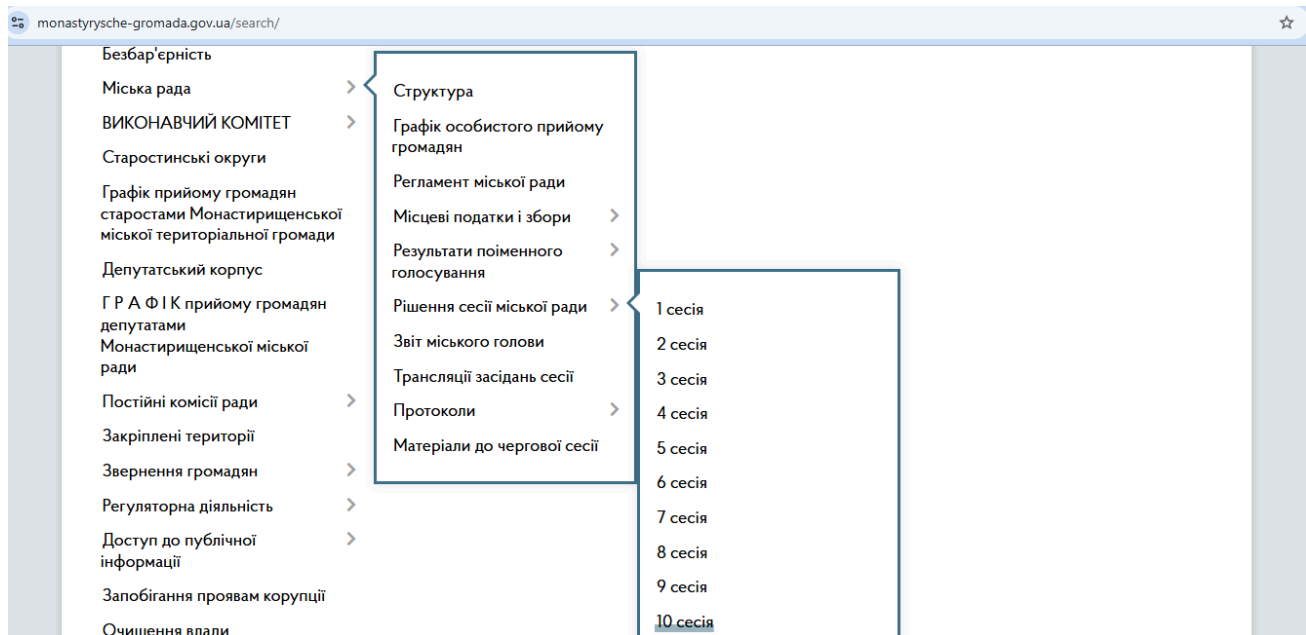 monastyrysche-gromada.gov.ua/search/
Безбар'єрність
Міська рада
ВИКОНАВЧИЙ КОМІТЕТ
Старостинські округи
Графік прийому громадян
старостами Монастирищенської
міської територіальної громади
Депутатський корпус
Г Р А Ф І К прийому громадян
депутатами
Монастирищенської міської
ради
Постійні комісії ради
Закріплені території
Звернення громадян
Регуляторна діяльність
Доступ до публічної
інформації
Запобігання проявам корупції
Очищення влади
Структура
Графік особистого прийому
громадян
Регламент міської ради
Місцеві податки і збори
Результати поіменного
голосування
Рішення сесії міської ради
Звіт міського голови
Трансляції засідань сесії
Протоколи
Матеріали до чергової сесії
1 сесія
2 сесія
3 сесія
4 сесія
5 сесія
6 сесія
7 сесія
8 сесія
9 сесія
10 сесія